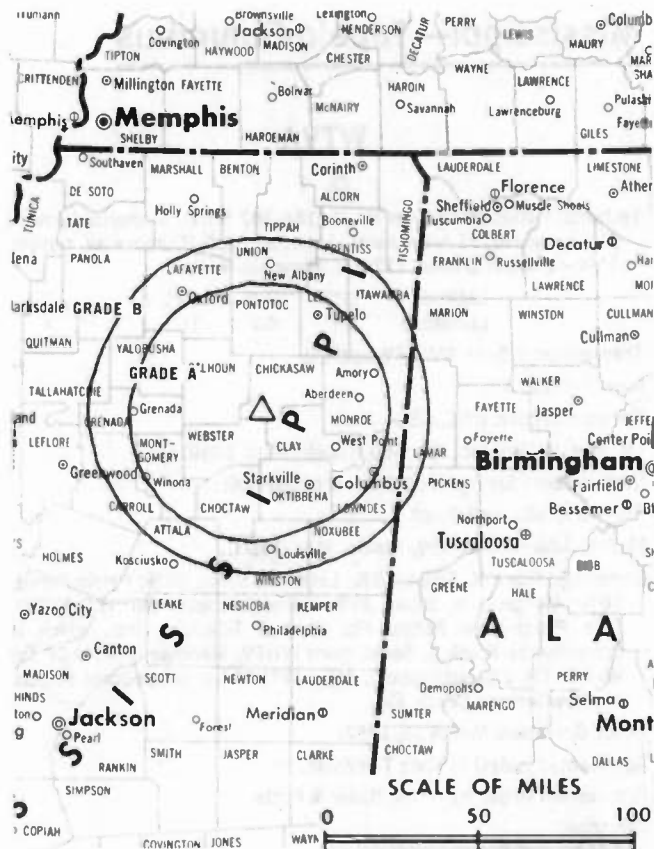 Brownsville
Lexington
Jackson
HENDERSON
DECATUR
PERRY
LEWIS
Covington
HAYWOOD
MADISON
MAURY
TIPTON
CHESTER
WAYNE
CRITTENDEN
Millington
FAYETTE
HARDIN
LAWRENCE
Bolivar
McNAIRY
Savannah
Lawrenceburg
Memphis
SHELBY
HARDEMAN
GILES
Southaven
MARSHALL
BENTON
Corinth
LAUDERDALE
LIMESTONE
DE SOTO
ALCORN
Florence
Holly Springs
Sheffield
Muscle Shoals
TUNICA
Booneville
Tuscumbia
TATE
TIPPAH
TISHOMINGO
COLBERT
PRENTISS
Decatur
UNION
PANOLA
LAFAYETTE
New Albany
FRANKLIN
Russellville
ITAWAMBA
LAWRENCE
Oxford
PONTOTOC
LEE
GRADE B
Tupelo
MARION
WINSTON
CULLMAN
QUITMAN
Cullman
YALOBUSHA
P
GRADE A
CHICKASAW
Amory
WALKER
TALLAHATCHIE
Aberdeen
FAYETTE
Jasper
GRENADA
Grenada
P
MONROE
LEFLORE
WEBSTER
CLAY
Fayette
MONT-
GOMERY
West Point
LAMAR
Birmingham
Greenwood
Winona
Starkville
Columbus
PICKENS
Fairfield
OKTIBBEHA
CARROLL
CHOCTAW
LOWNDES
Bessemer
Northport
ATTALA
NOXUBEE
Tuscaloosa
Louisville
HOLMES
Kosciusko
S
TUSCALOOSA
WINSTON
B
GREENE
HALE
Yazoo City
LEAKE
NESHOBA
KEMPER
S
Philadelphia
A L A
Canton
MADISON
SCOTT
NEWTON
LAUDERDALE
PERRY
Demopolis
HINDS
Selma
MARENGO
Jackson
Forest
Meridian
SUMTER
Pearl
S
SMITH
JASPER
CLARKE
CHOCTAW
DALLAS
RANKIN
SCALE OF MILES
SIMPSON
COPIAH
COVINGTON
JONES
0 50 100